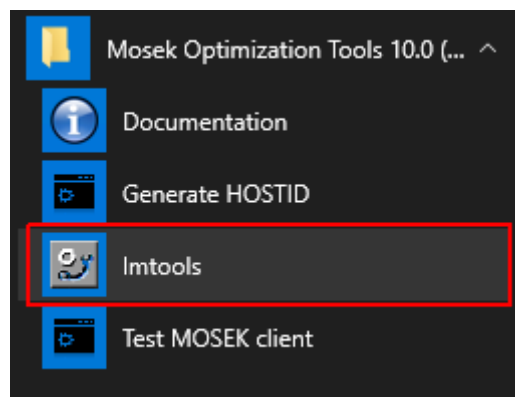 Mosek Optimization Tools 10.0 (...
Documentation
Generate HOSTID
lmtools
Test MOSEK client